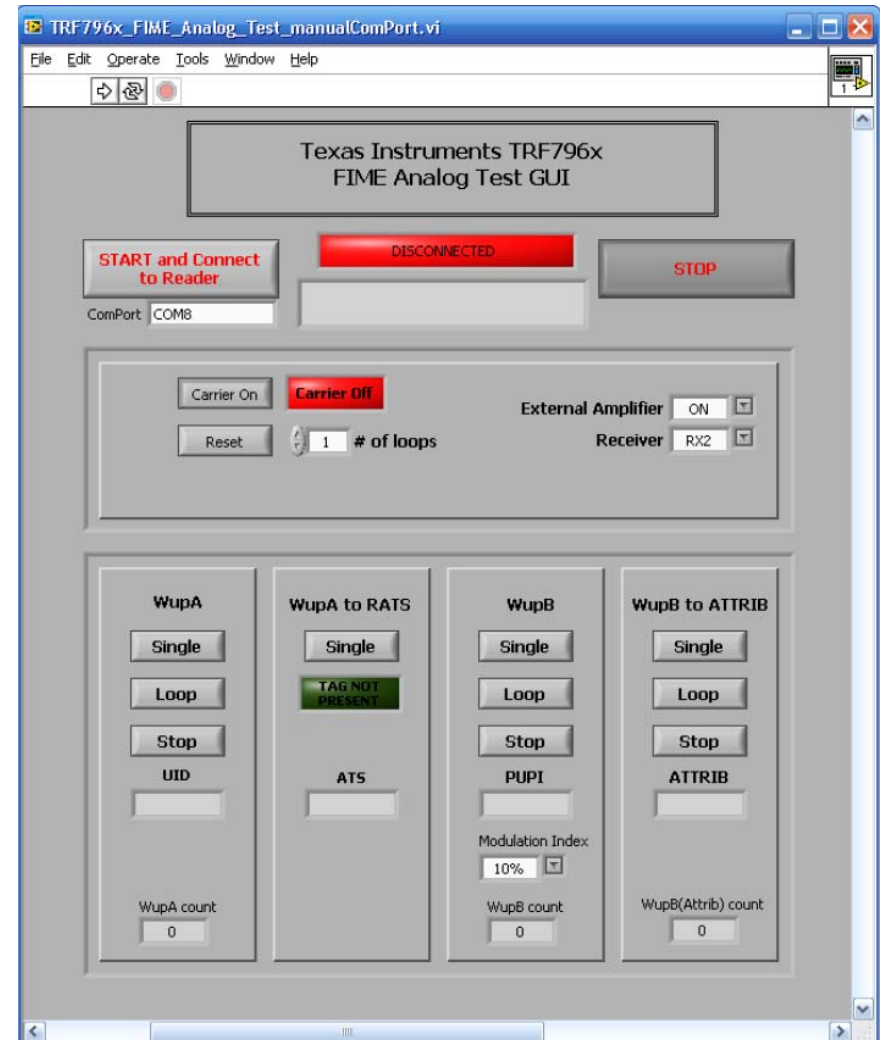 TRF796x_FIME_Analog_Test_manualComPort.vi
File Edit Operate Tools Window Help
1
Texas Instruments TRF796x
FIME Analog Test GUI
START and Connect
to Reader
DISCONNECTED
STOP
ComPort COM8
Carrier On
Carrier Off
External Amplifier ON
Reset
1 # of loops
Receiver RX2
WupA
Single
Loop
Stop
UID
WupA count
0
WupA to RATS
Single
TAG NOT
PRESENT
ATS
WupB
Single
Loop
Stop
PUPI
Modulation Index
10%
WupB count
0
WupB to ATTRIB
Single
Loop
Stop
ATTRIB
WupB(Attrib) count
0